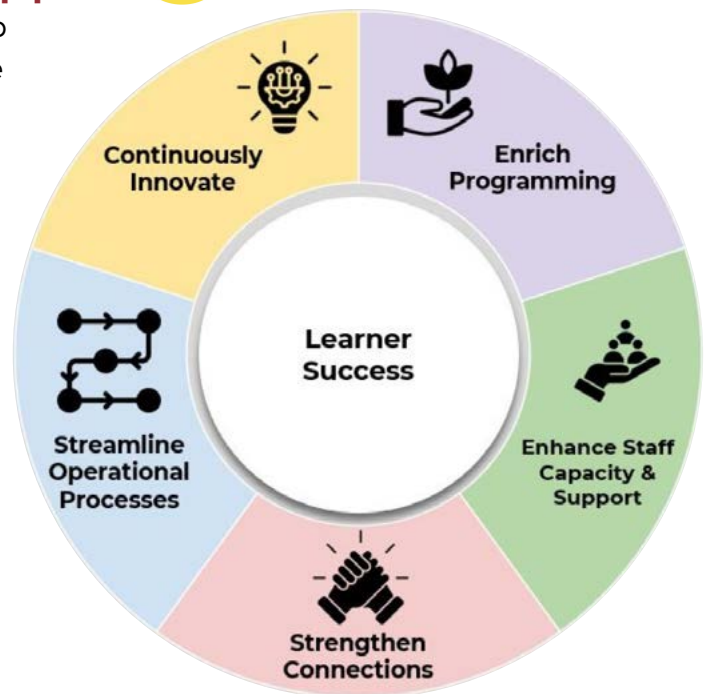 Continuously
Innovate
Enrich
Programming
Learner
Success
Enhance Staff
Capacity &
Support
Streamline
Operational
Processes
Strengthen
Connections